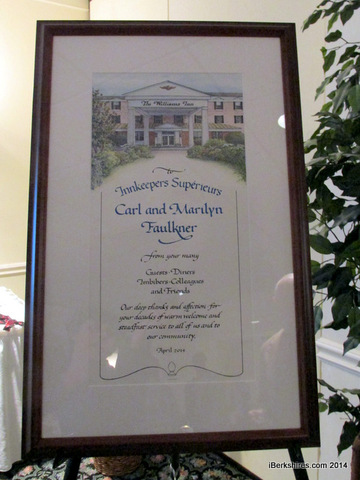 The Williams Inn
to
Innkeepers Supérieurs
Carl and Marilyn
Faulkner
from your many
Guests·Diners
Imbibers·Colleagues
and Friends
Our deep thanks and affection for
your decades of warm welcome and
steadfast service to all of us and to
our community.
April
iBerkshires.com 2014